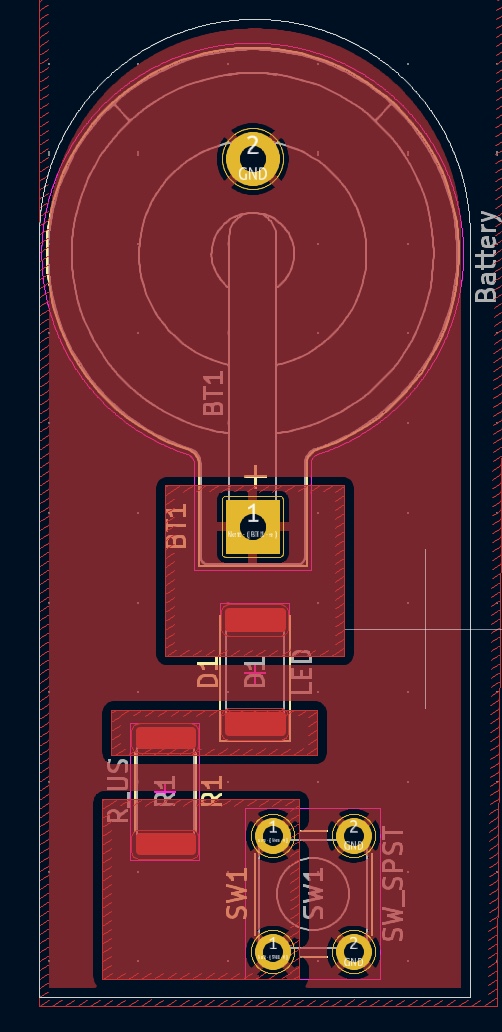 2
GND
Battery
BT1
+
BT1
1
D1
D1
LED
R_US
R1
R1
1
2
GND
SW1
SW1
SW_SPST
1
2
GND